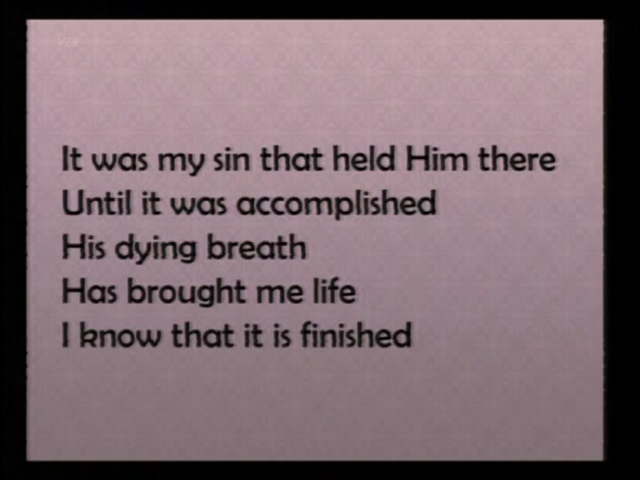 It was my sin that held Him there
Until it was accomplished
His dying breath
Has brought me life
I know that it is finished